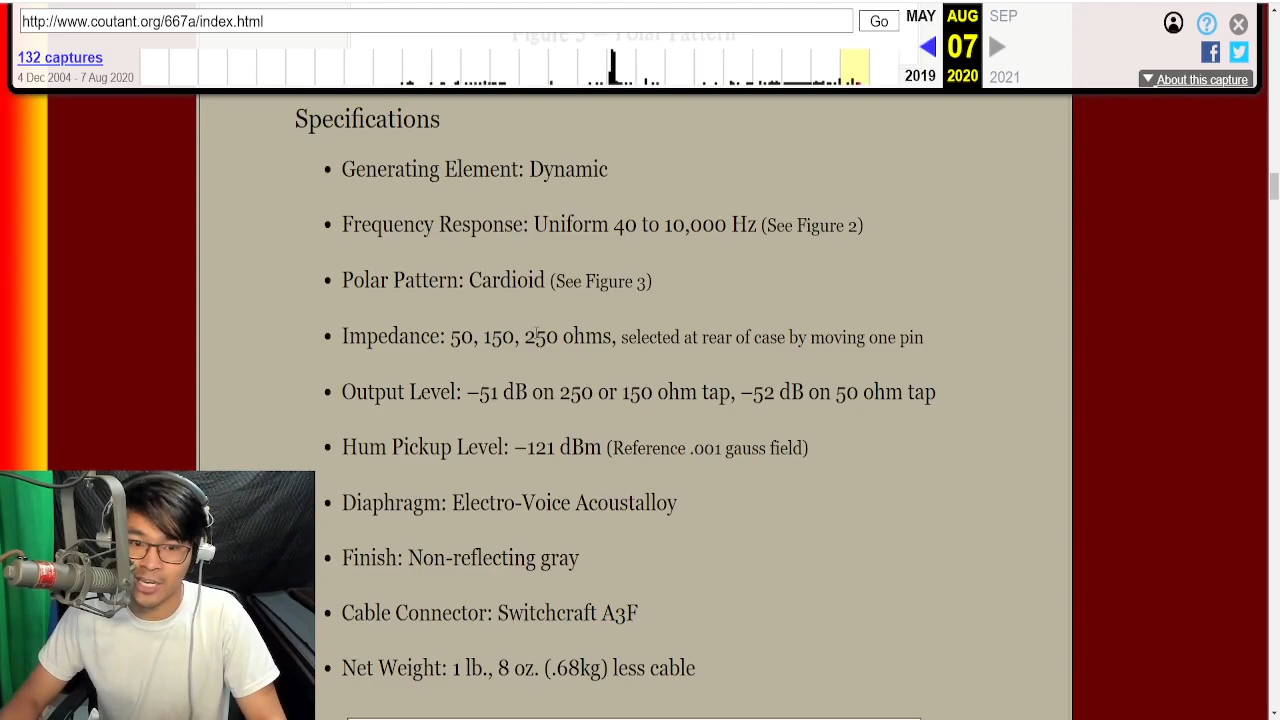 http://www.coutant.org/667a/index.html
Go
MAY
AUG
SEP
132 captures
07
4 Dec 2004 - 7 Aug 2020
2019
2020
2021
About this capture
Figure 3 — Polar Pattern
Specifications
• Generating Element: Dynamic
• Frequency Response: Uniform 40 to 10,000 Hz (See Figure 2)
• Polar Pattern: Cardioid (See Figure 3)
• Impedance: 50, 150, 250 ohms, selected at rear of case by moving one pin
• Output Level: –51 dB on 250 or 150 ohm tap, –52 dB on 50 ohm tap
• Hum Pickup Level: –121 dBm (Reference .001 gauss field)
• Diaphragm: Electro-Voice Acoustalloy
• Finish: Non-reflecting gray
• Cable Connector: Switchcraft A3F
• Net Weight: 1 lb., 8 oz. (.68kg) less cable